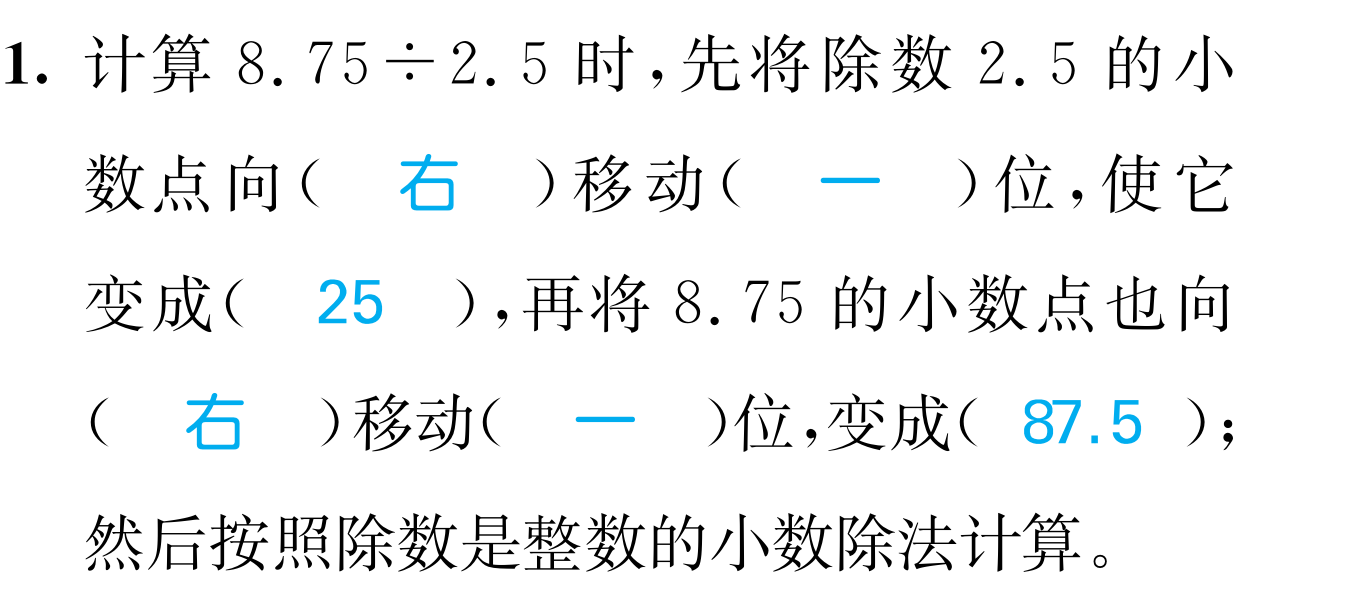 1. 计算 8.75÷2.5 时,先将除数 2.5 的小
数点向( 右 )移动( 一 )位,使它
变成( 25 ),再将 8.75 的小数点也向
( 右 )移动( 一 )位,变成( 87.5 );
然后按照除数是整数的小数除法计算。